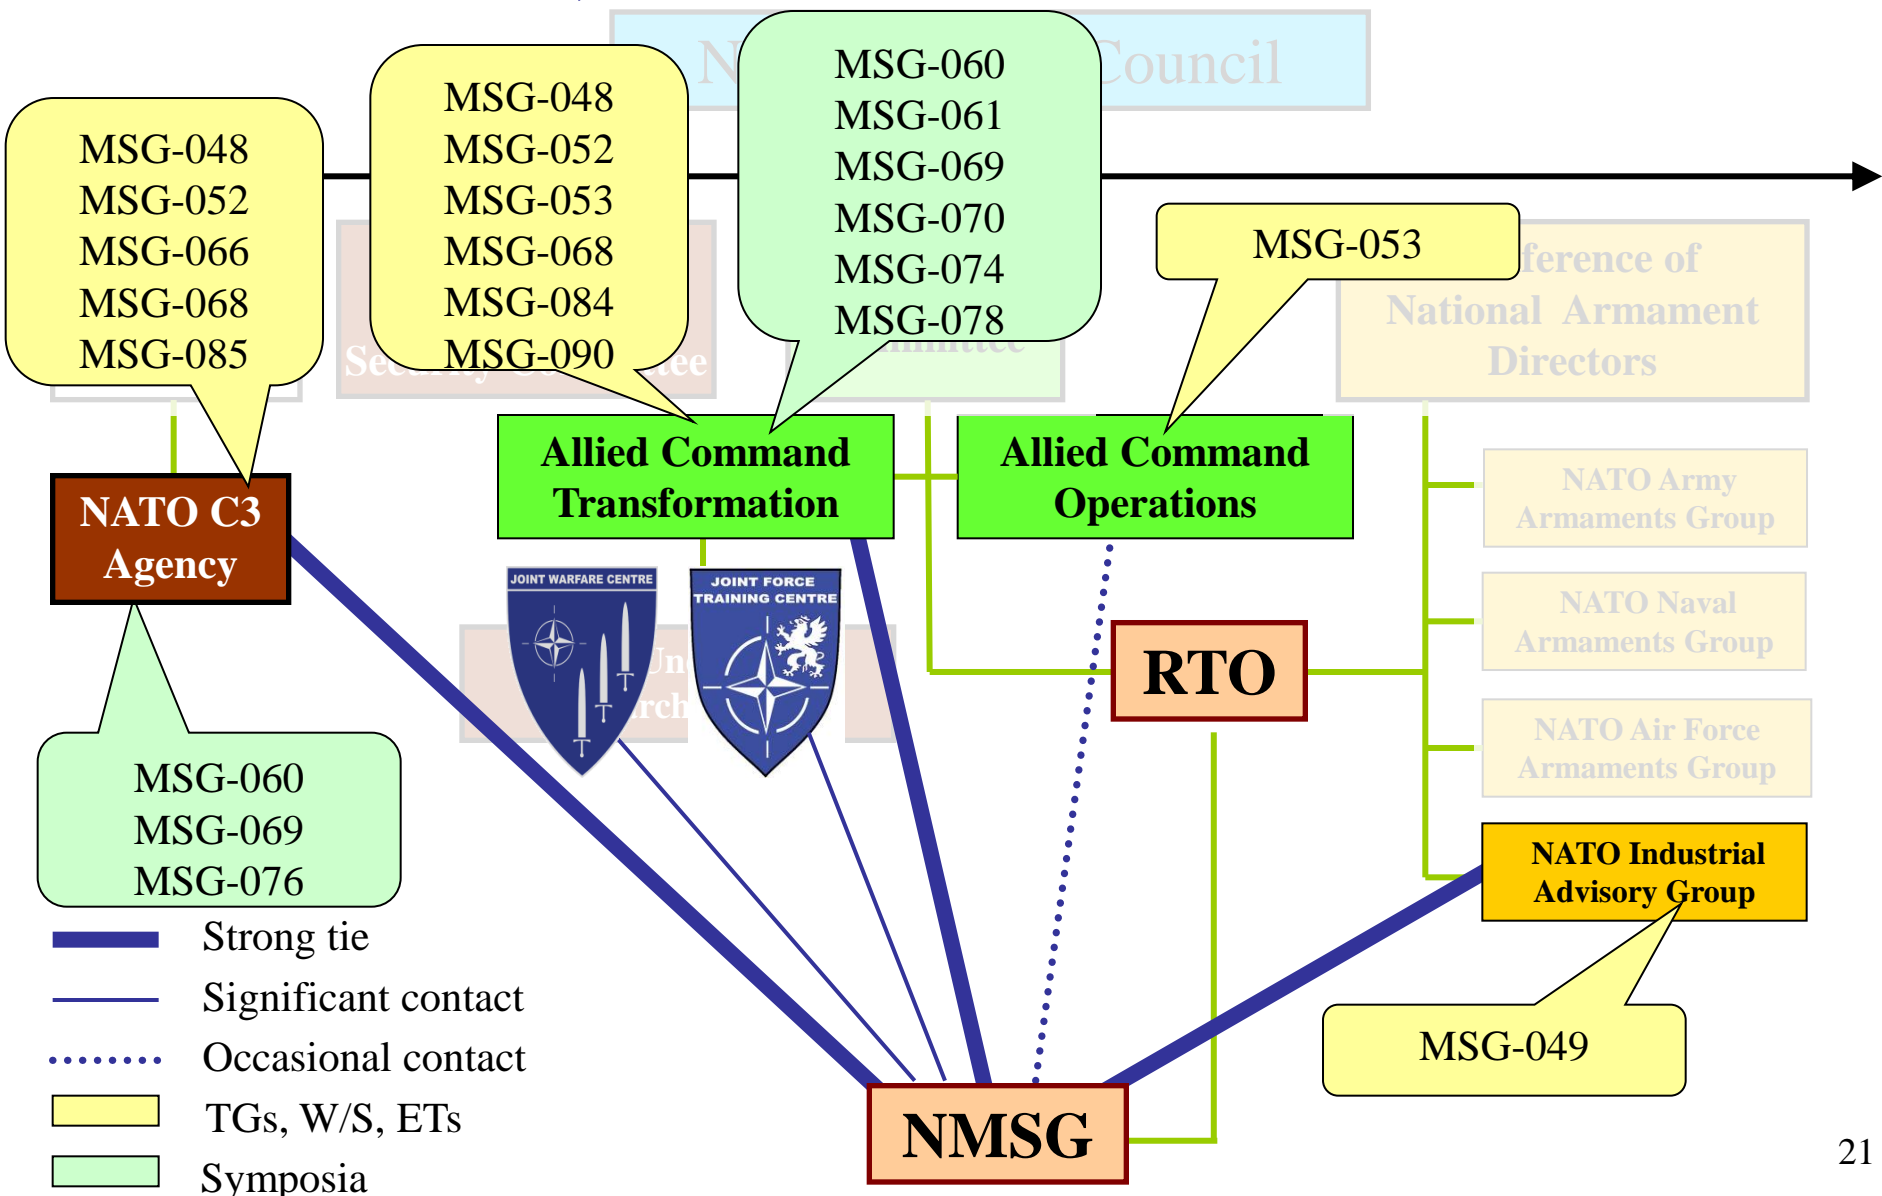 N
Council
MSG-048
MSG-052
MSG-066
MSG-068
MSG-085
MSG-048
MSG-052
MSG-053
MSG-068
MSG-084
MSG-090
MSG-060
MSG-061
MSG-069
MSG-070
MSG-074
MSG-078
MSG-053
ference of
National Armament
Directors
Allied Command
Transformation
Allied Command
Operations
NATO C3
Agency
NATO Army
Armaments Group
NATO Naval
Armaments Group
NATO Air Force
Armaments Group
NATO Industrial
Advisory Group
JOINT WARFARE CENTRE
JOINT FORCE
TRAINING CENTRE
RTO
MSG-060
MSG-069
MSG-076
MSG-049
NMSG
Strong tie
Significant contact
Occasional contact
TGs, W/S, ETs
Symposia
21